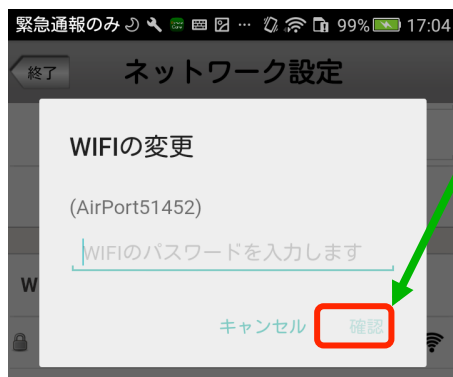 緊急通報のみ 99% 17:04
終了 ネットワーク設定
WIFIの変更
(AirPort51452)
WIFIのパスワードを入力します
W
キャンセル 確認